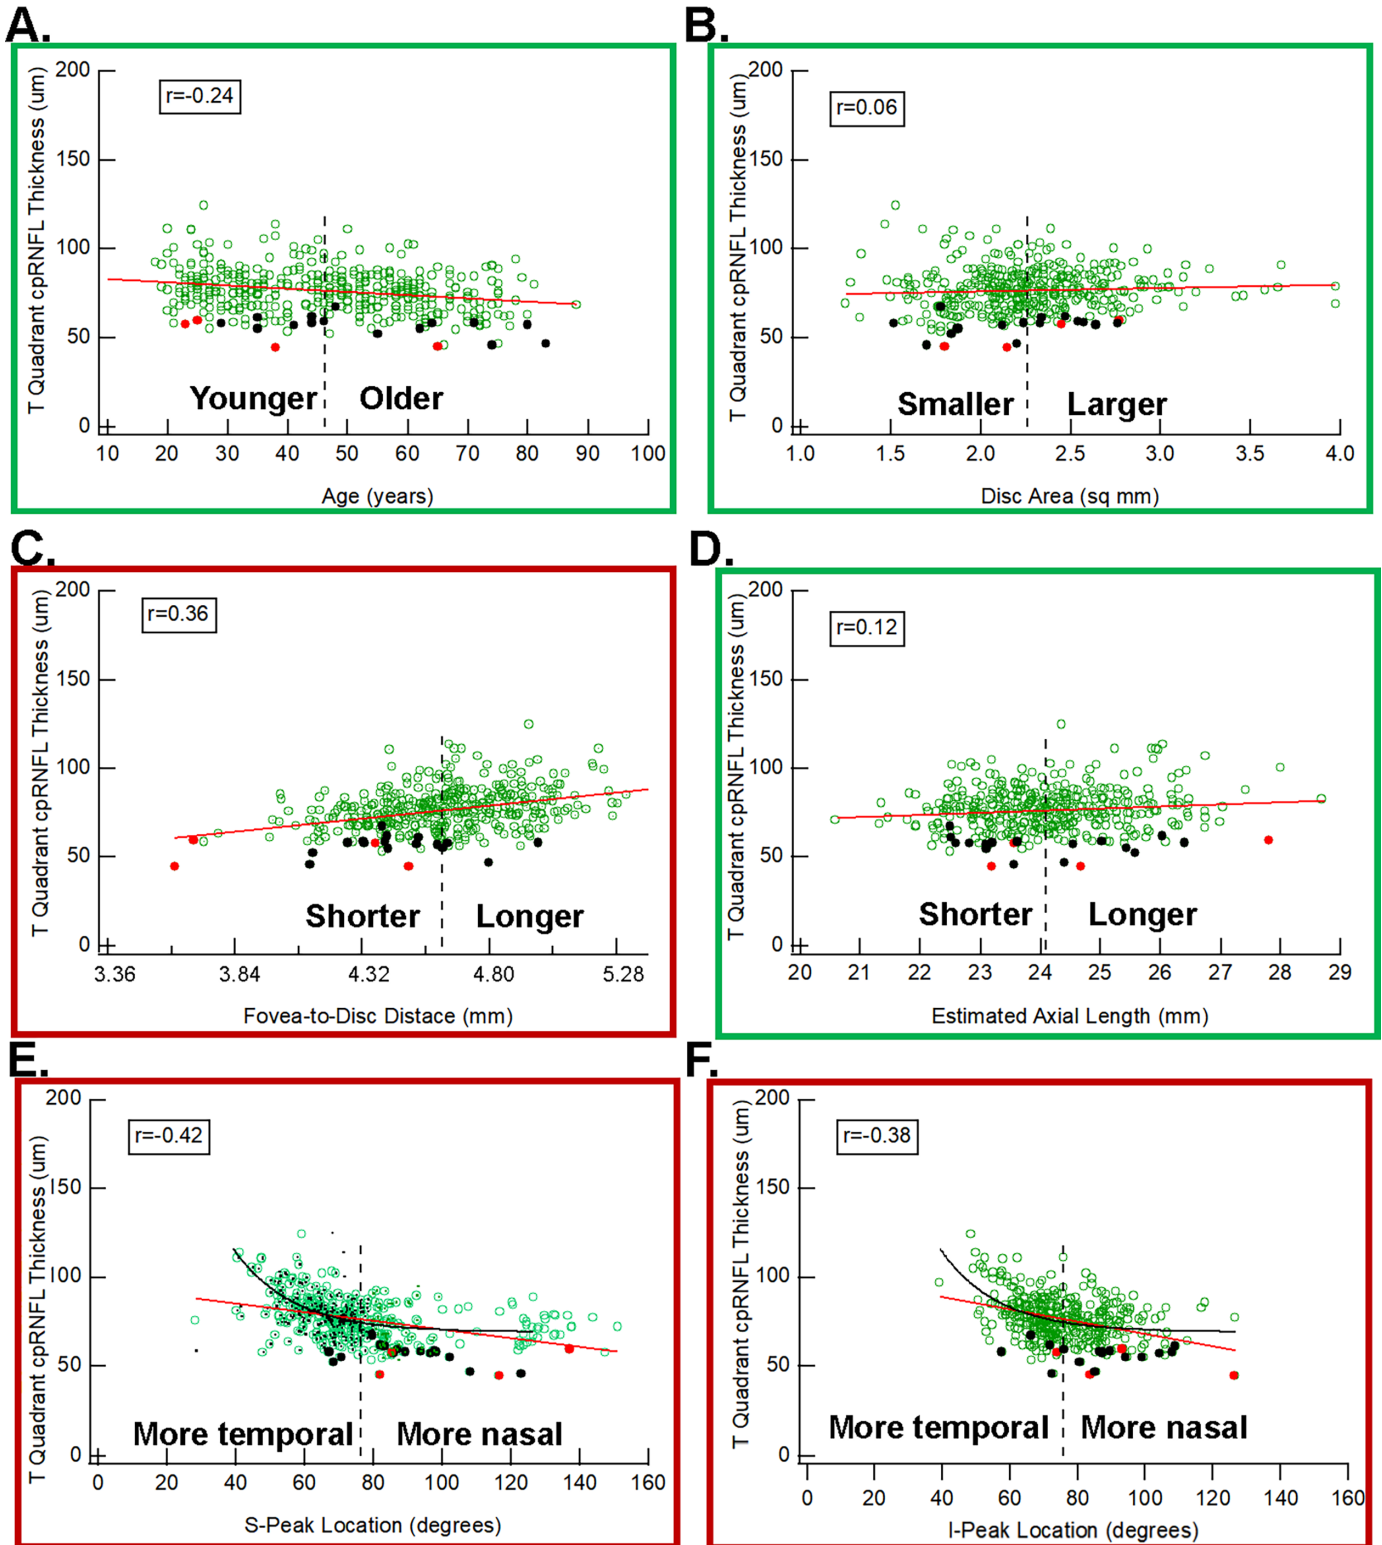 A.
T Quadrant cpRNFL Thickness (um)
200
150
100
50
0
r=-0.24
Younger
Older
10 20 30 40 50 60 70 80 90 100
Age (years)
B.
T Quadrant cpRNFL Thickness (um)
200
150
100
50
0
r=0.06
Smaller
Larger
1.0 1.5 2.0 2.5 3.0 3.5 4.0
Disc Area (sq mm)
C.
T Quadrant cpRNFL Thickness (um)
200
150
100
50
0
r=0.36
Shorter
Longer
3.36 3.84 4.32 4.80 5.28
Fovea-to-Disc Distace (mm)
D.
T Quadrant cpRNFL Thickness (um)
200
150
100
50
0
r=0.12
Shorter
Longer
20 21 22 23 24 25 26 27 28 29
Estimated Axial Length (mm)
E.
T Quadrant cpRNFL Thickness (um)
200
150
100
50
0
r=-0.42
More temporal
More nasal
0 20 40 60 80 100 120 140 160
S-Peak Location (degrees)
F.
T Quadrant cpRNFL Thickness (um)
200
150
100
50
0
r=-0.38
More temporal
More nasal
0 20 40 60 80 100 120 140 160
I-Peak Location (degrees)